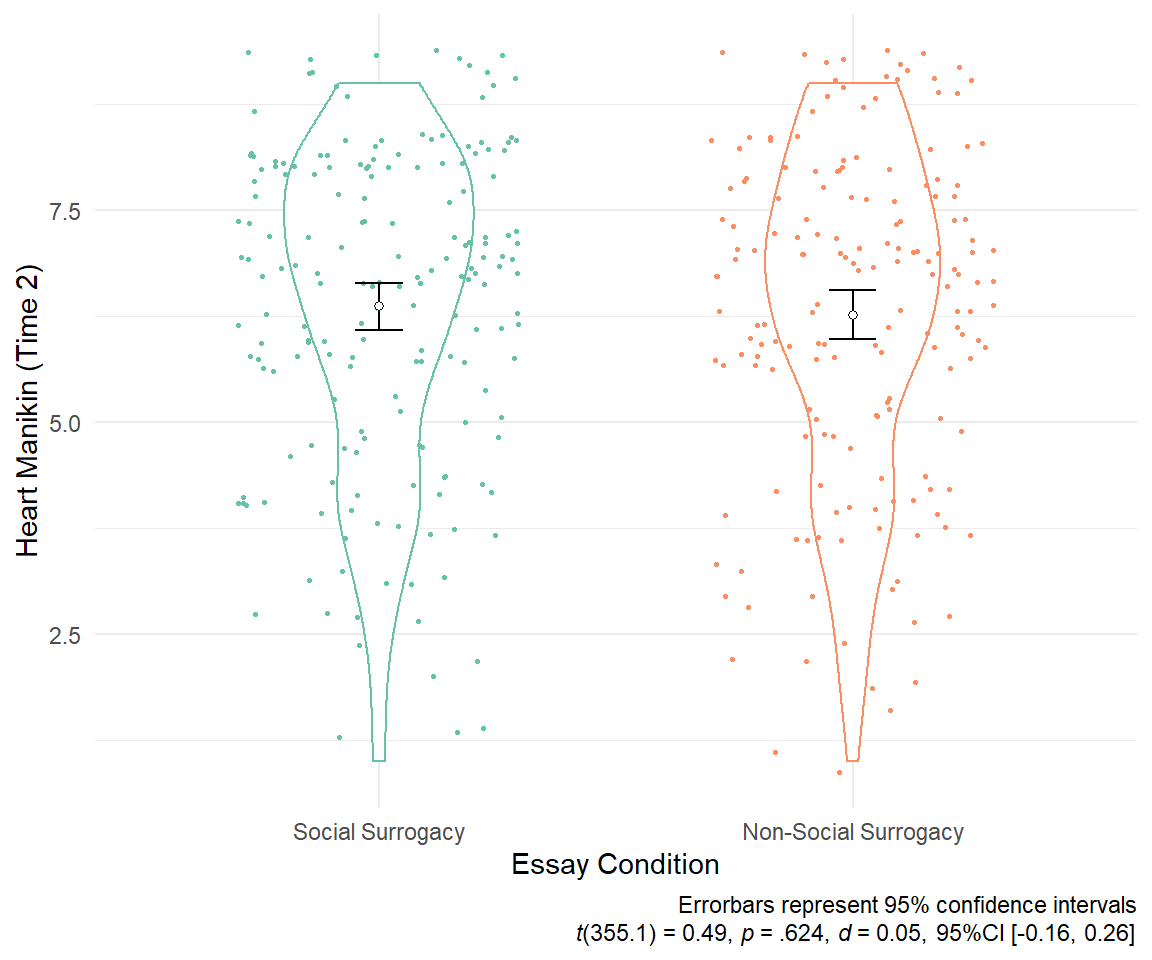 Heart Manikin (Time 2)
7.5
5.0
2.5
Social Surrogacy
Non-Social Surrogacy
Essay Condition
Errorbars represent 95% confidence intervals
t(355.1) = 0.49, p = .624, d = 0.05, 95%CI [-0.16, 0.26]